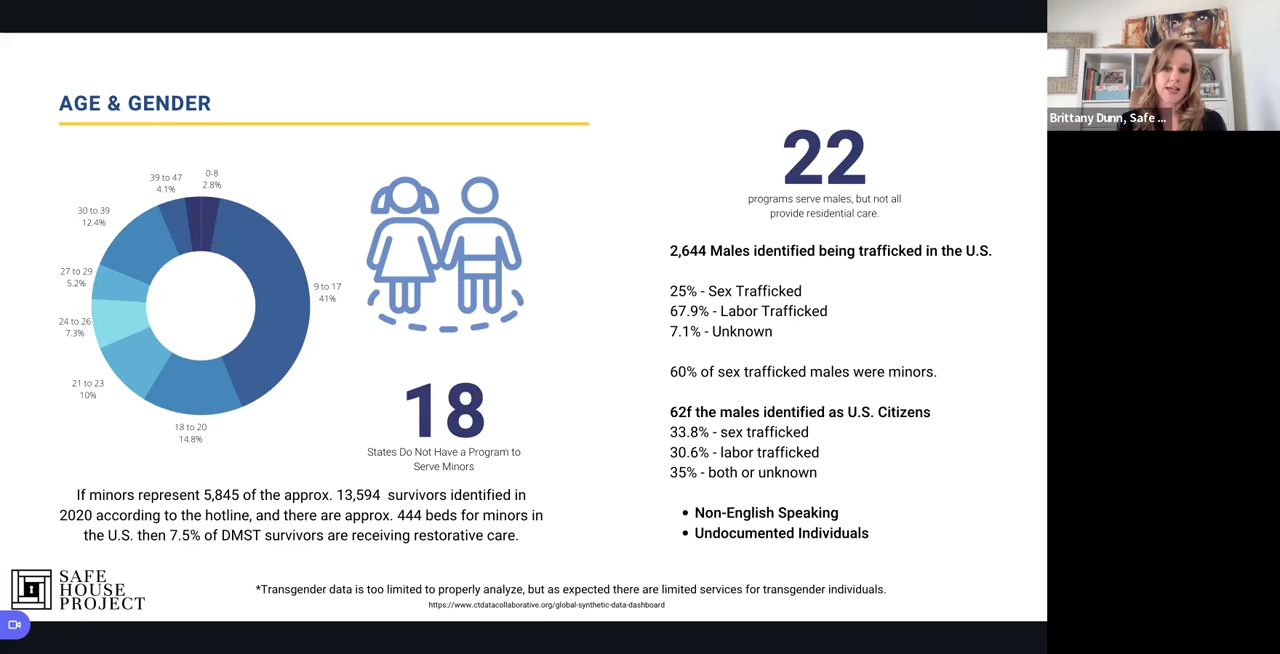 AGE & GENDER
39 to 47
4.1%
0-8
2.8%
30 to 39
12.4%
27 to 29
5.2%
9 to 17
41%
24 to 26
7.3%
21 to 23
10%
18 to 20
14.8%
18
States Do Not Have a Program to
Serve Minors
If minors represent 5,845 of the approx. 13,594 survivors identified in
2020 according to the hotline, and there are approx. 444 beds for minors in
the U.S. then 7.5% of DMST survivors are receiving restorative care.
22
programs serve males, but not all
provide residential care.
2,644 Males identified being trafficked in the U.S.
25% - Sex Trafficked
67.9% - Labor Trafficked
7.1% - Unknown
60% of sex trafficked males were minors.
62f the males identified as U.S. Citizens
33.8% - sex trafficked
30.6% - labor trafficked
35% - both or unknown
• Non-English Speaking
• Undocumented Individuals
SAFE
HOUSE
PROJECT
*Transgender data is too limited to properly analyze, but as expected there are limited services for transgender individuals.
https://www.ctdatacollaborative.org/global-synthetic-data-dashboard
Brittany Dunn, Safe ...